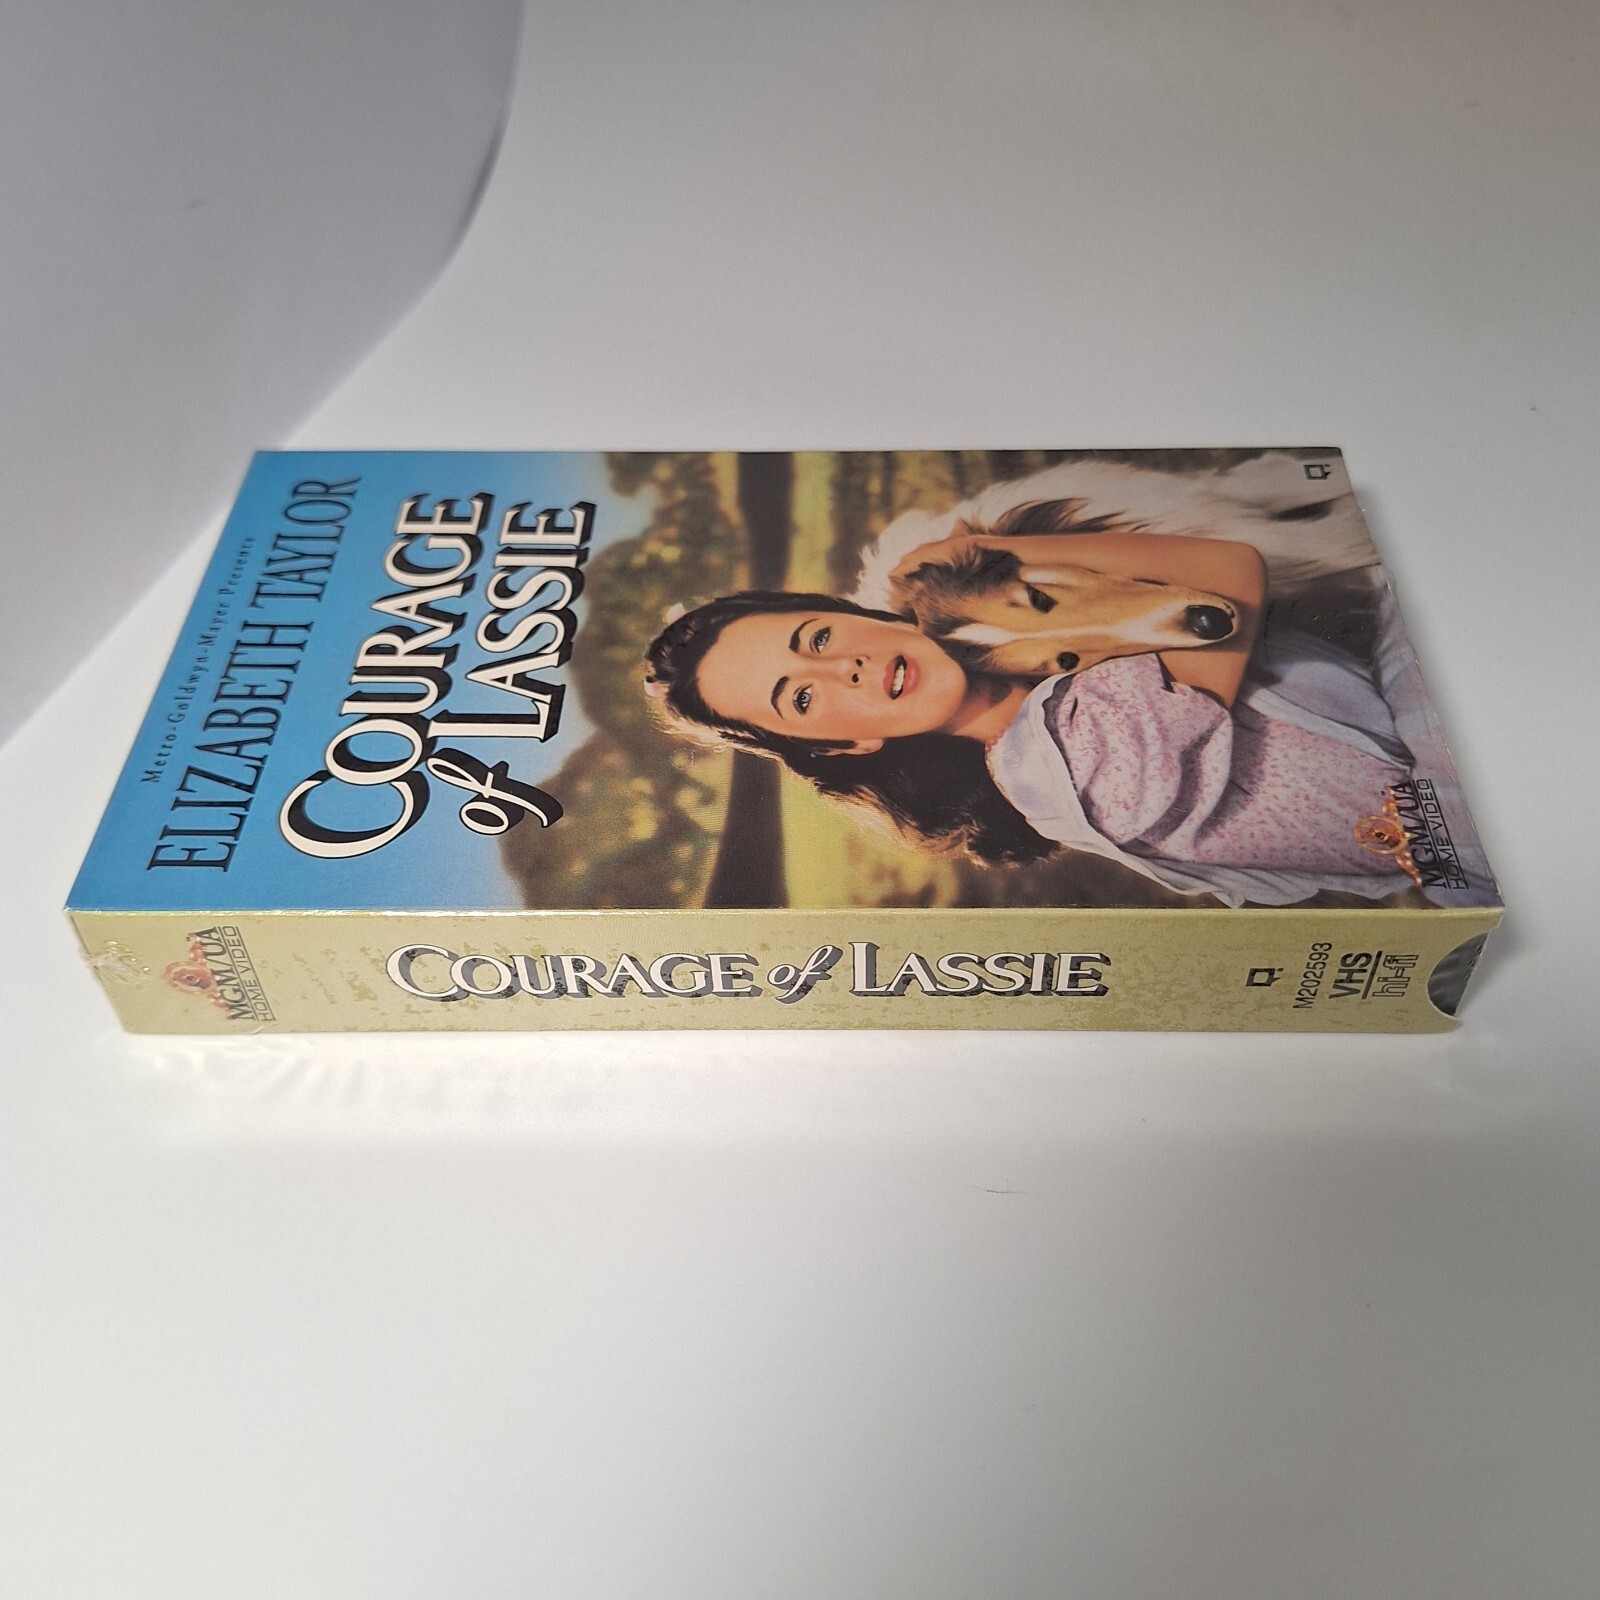 Metro-Goldwyn-Mayer Presents
ELIZABETH TAYLOR
COURAGE
of LASSIE
MGM/UA
HOME VIDEO
MGM/UA
HOME VIDEO
COURAGE of LASSIE
M202593
VHS
hi-fi